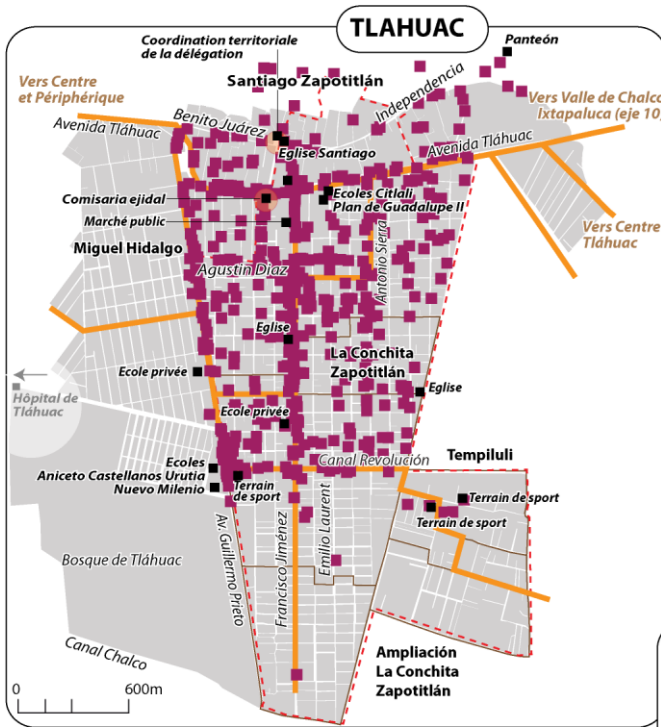 TLAHUAC
Coordination territoriale
de la délégation
Panteón
Santiago Zapotitlán
Independencia
Vers Centre
et Périphérique
Vers Valle de Chalco
Ixtapaluca (eje 10)
Avenida Tláhuac
Benito Juárez
Avenida Tláhuac
Eglise Santiago
Comisaria ejidal
Ecoles Citlali
Plan de Guadalupe II
Marché public
Vers Centre
Tláhuac
Miguel Hidalgo
Antonio Sierra
Agustin Diaz
Eglise
La Conchita
Zapotitlán
Ecole privée
Eglise
Hôpital de
Tláhuac
Ecole privée
Canal Revolución
Templiluli
Ecoles
Aniceto Castellanos Urutia
Nuevo Milenio
Terrain
de sport
Terrain de sport
Terrain de sport
Av. Guillermo Prieto
Francisco Jiménez
Emilio Laurent
Bosque de Tláhuac
Canal Chalco
Ampliación
La Conchita
Zapotitlán
0 600m